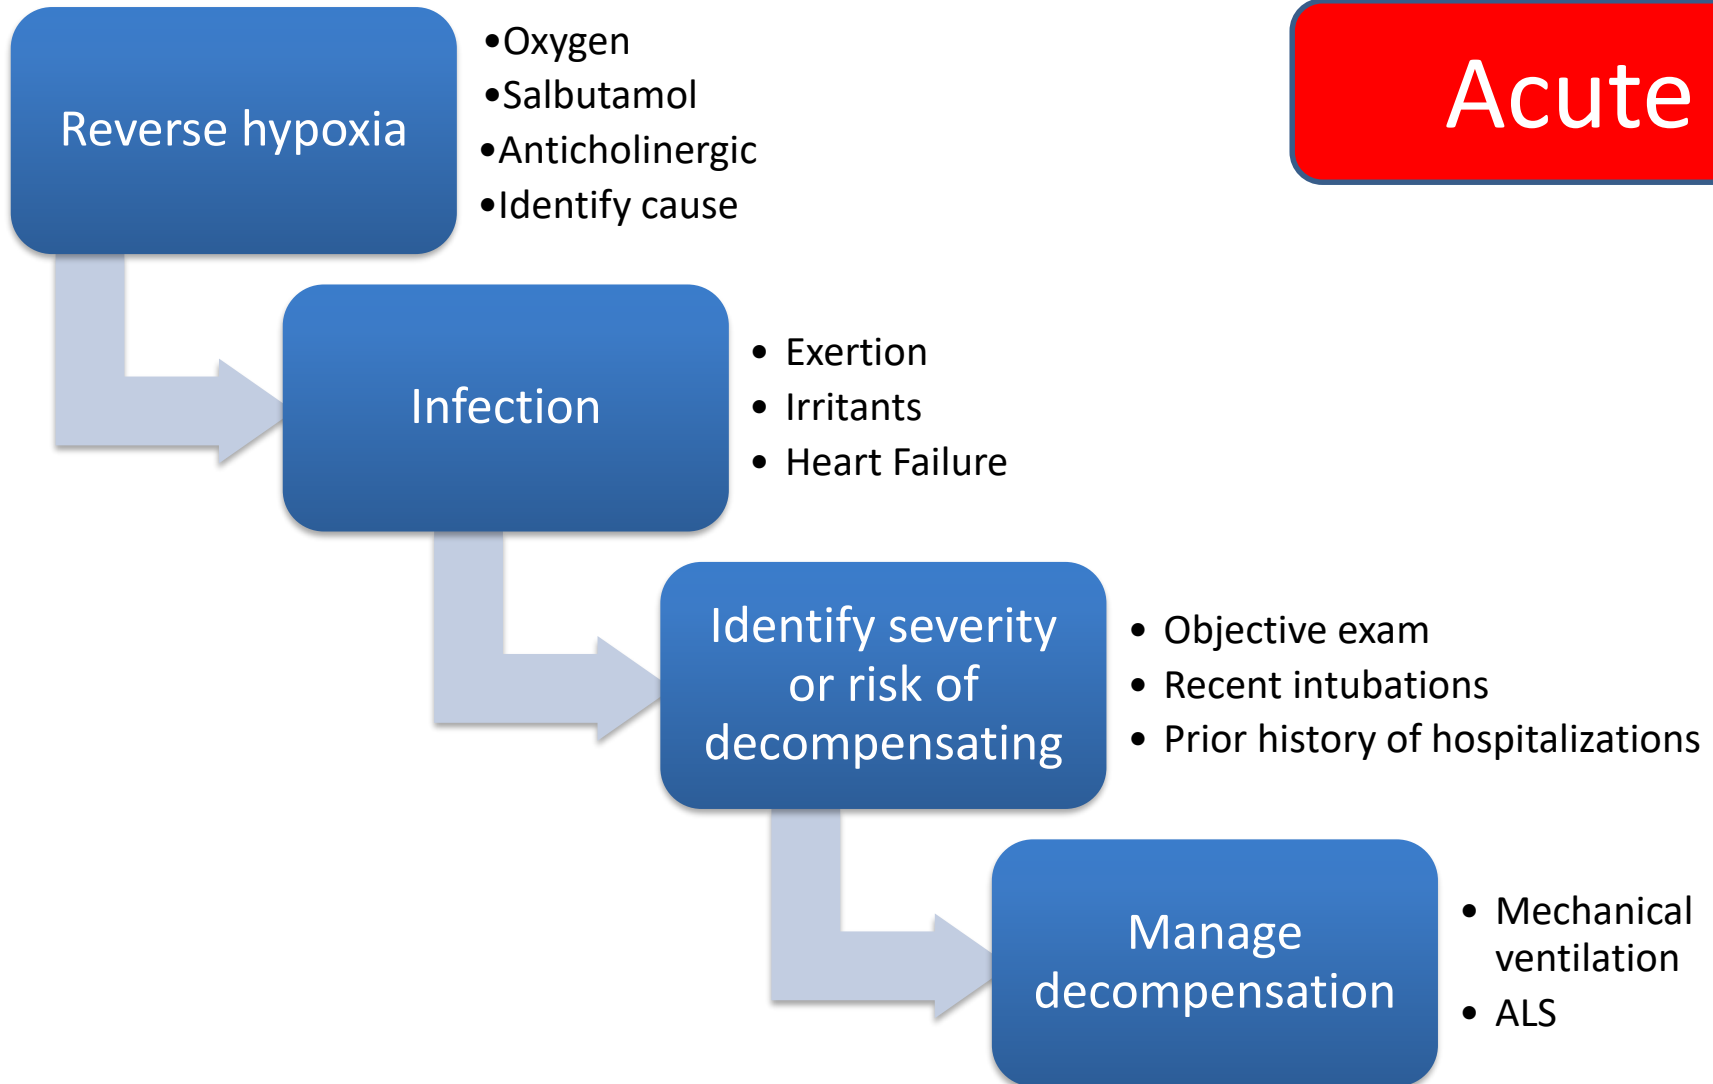 Acute
Reverse hypoxia
•Oxygen
•Salbutamol
•Anticholinergic
•Identify cause
Infection
• Exertion
• Irritants
• Heart Failure
Identify severity
or risk of
decompensating
• Objective exam
• Recent intubations
• Prior history of hospitalizations
Manage
decompensation
• Mechanical
ventilation
• ALS